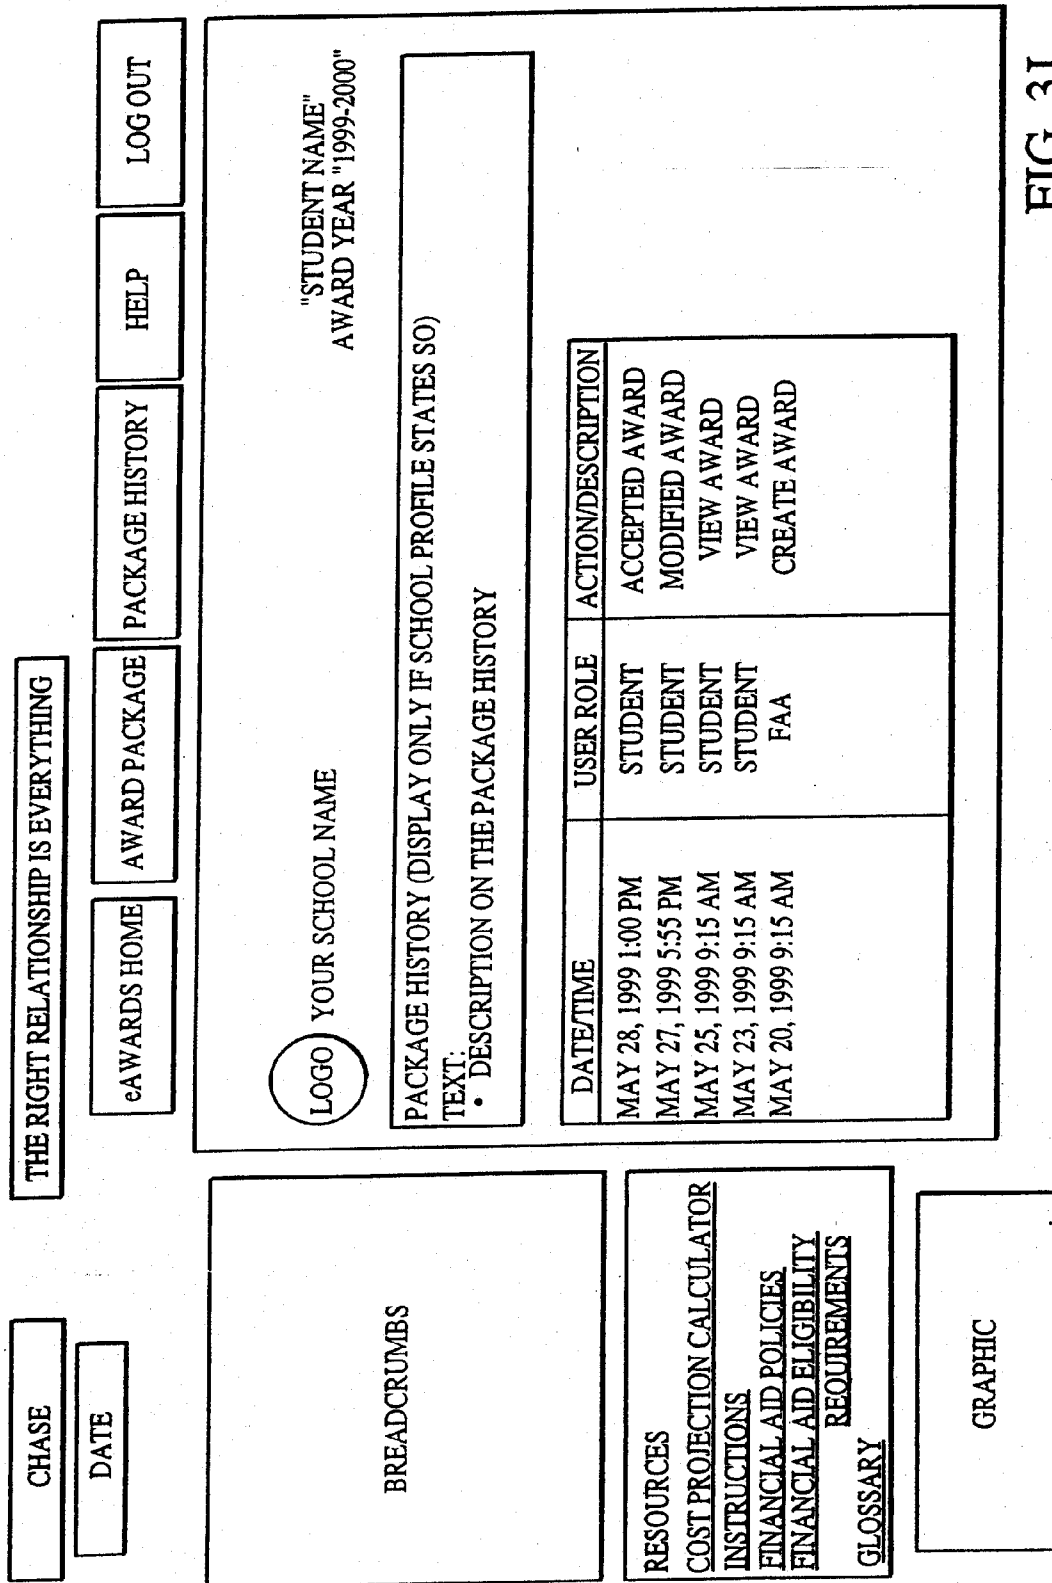 CHASE
THE RIGHT RELATIONSHIP IS EVERYTHING
DATE
eAWARDS HOME
AWARD PACKAGE
PACKAGE HISTORY
HELP
LOG OUT
BREADCRUMBS
LOGO
YOUR SCHOOL NAME
"STUDENT NAME"
AWARD YEAR "1999-2000"
PACKAGE HISTORY (DISPLAY ONLY IF SCHOOL PROFILE STATES SO)
TEXT:
• DESCRIPTION ON THE PACKAGE HISTORY
DATE/TIME USER ROLE ACTION/DESCRIPTION
MAY 28, 1999 1:00 PM STUDENT ACCEPTED AWARD
MAY 27, 1999 5:55 PM STUDENT MODIFIED AWARD
MAY 25, 1999 9:15 AM STUDENT VIEW AWARD
MAY 23, 1999 9:15 AM STUDENT VIEW AWARD
MAY 20, 1999 9:15 AM FAA CREATE AWARD
RESOURCES
COST PROJECTION CALCULATOR
INSTRUCTIONS
FINANCIAL AID POLICIES
FINANCIAL AID ELIGIBILITY
REQUIREMENTS
GLOSSARY
GRAPHIC
FIG.